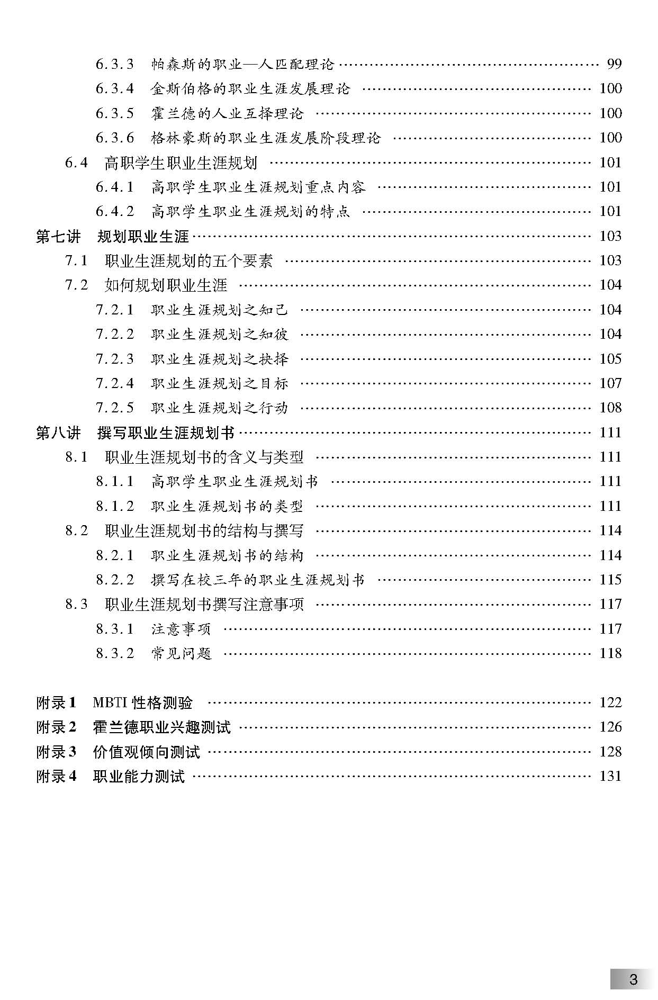 6.3.3 帕森斯的职业—人匹配理论 …… 99
6.3.4 金斯伯格的职业生涯发展理论 …… 100
6.3.5 霍兰德的人业互择理论 …… 100
6.3.6 格林豪斯的职业生涯发展阶段理论 …… 100
6.4 高职学生职业生涯规划 …… 101
6.4.1 高职学生职业生涯规划重点内容 …… 101
6.4.2 高职学生职业生涯规划的特点 …… 101
第七讲 规划职业生涯 …… 103
7.1 职业生涯规划的五个要素 …… 103
7.2 如何规划职业生涯 …… 104
7.2.1 职业生涯规划之知己 …… 104
7.2.2 职业生涯规划之知彼 …… 104
7.2.3 职业生涯规划之抉择 …… 105
7.2.4 职业生涯规划之目标 …… 107
7.2.5 职业生涯规划之行动 …… 108
第八讲 撰写职业生涯规划书 …… 111
8.1 职业生涯规划书的含义与类型 …… 111
8.1.1 高职学生职业生涯规划书 …… 111
8.1.2 职业生涯规划书的类型 …… 111
8.2 职业生涯规划书的结构与撰写 …… 114
8.2.1 职业生涯规划书的结构 …… 114
8.2.2 撰写在校三年的职业生涯规划书 …… 115
8.3 职业生涯规划书撰写注意事项 …… 117
8.3.1 注意事项 …… 117
8.3.2 常见问题 …… 118
附录1 MBTI性格测验 …… 122
附录2 霍兰德职业兴趣测试 …… 126
附录3 价值观倾向测试 …… 128
附录4 职业能力测试 …… 131
3